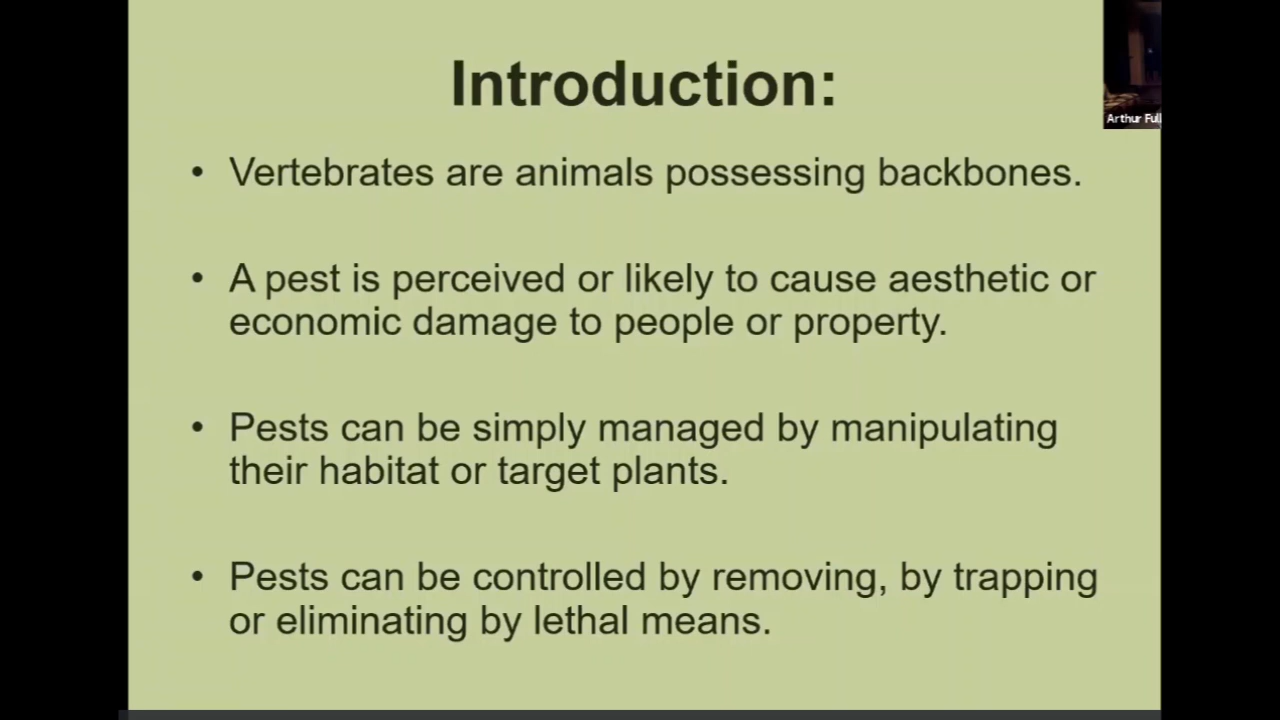 Introduction:
Arthur Ful
• Vertebrates are animals possessing backbones.
• A pest is perceived or likely to cause aesthetic or
economic damage to people or property.
• Pests can be simply managed by manipulating
their habitat or target plants.
• Pests can be controlled by removing, by trapping
or eliminating by lethal means.